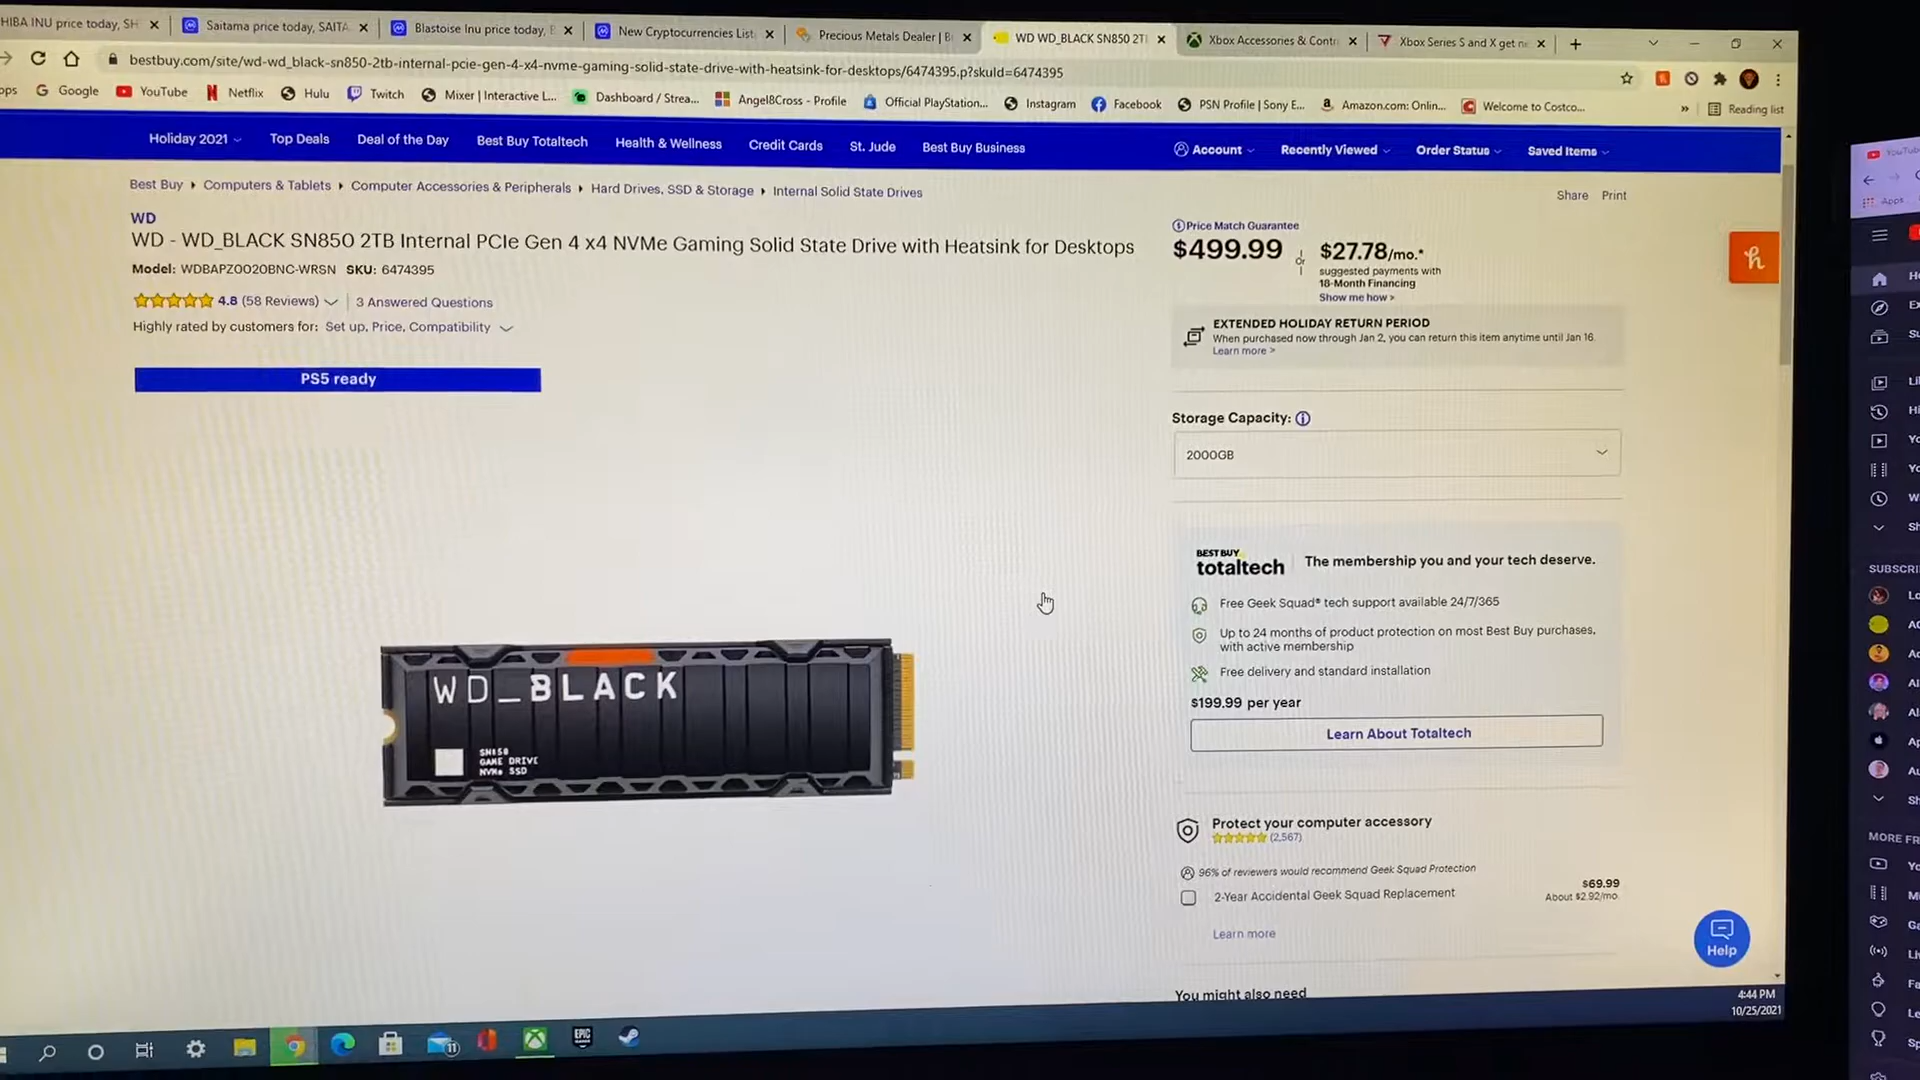 HIBA INU price today, SH
Saitama price today, SAITA
Blastoise Inu price today, B
New Cryptocurrencies List
Precious Metals Dealer | B
WD WD_BLACK SN850 2T
Xbox Accessories & Contr
Xbox Series S and X get n
bestbuy.com/site/wd-wd_black-sn850-2tb-internal-pcie-gen-4-x4-nvme-gaming-solid-state-drive-with-heatsink-for-desktops/6474395.p?skuId=6474395
Google
YouTube
Netflix
Hulu
Twitch
Mixer | Interactive L...
Dashboard / Strea...
Angel8Cross - Profile
Official PlayStation...
Instagram
Facebook
PSN Profile | Sony E...
Amazon.com: Onlin...
Welcome to Costco...
Reading list
Holiday 2021
Top Deals
Deal of the Day
Best Buy Totaltech
Health & Wellness
Credit Cards
St. Jude
Best Buy Business
Account
Recently Viewed
Order Status
Saved Items
Best Buy
Computers & Tablets
Computer Accessories & Peripherals
Hard Drives, SSD & Storage
Internal Solid State Drives
Share
Print
WD
WD - WD_BLACK SN850 2TB Internal PCIe Gen 4 x4 NVMe Gaming Solid State Drive with Heatsink for Desktops
Model: WDBAPZ0020BNC-WRSN SKU: 6474395
4.8 (58 Reviews)
3 Answered Questions
Highly rated by customers for: Set up, Price, Compatibility
PS5 ready
WD_BLACK
SN850
GAME DRIVE
NVMe SSD
Price Match Guarantee
$499.99
or
$27.78/mo.*
suggested payments with
18-Month Financing
Show me how >
EXTENDED HOLIDAY RETURN PERIOD
When purchased now through Jan 2, you can return this item anytime until Jan 16.
Learn more >
Storage Capacity:
2000GB
BEST BUY
totaltech
The membership you and your tech deserve.
Free Geek Squad® tech support available 24/7/365
Up to 24 months of product protection on most Best Buy purchases,
with active membership
Free delivery and standard installation
$199.99 per year
Learn About Totaltech
Protect your computer accessory
(2,567)
96% of reviewers would recommend Geek Squad Protection
2-Year Accidental Geek Squad Replacement
$69.99
About $2.92/mo.
Learn more
Help
You might also need
4:44 PM
10/25/2021
11
EPIC
YouTub
Apps
SUBSCRI
MORE FR